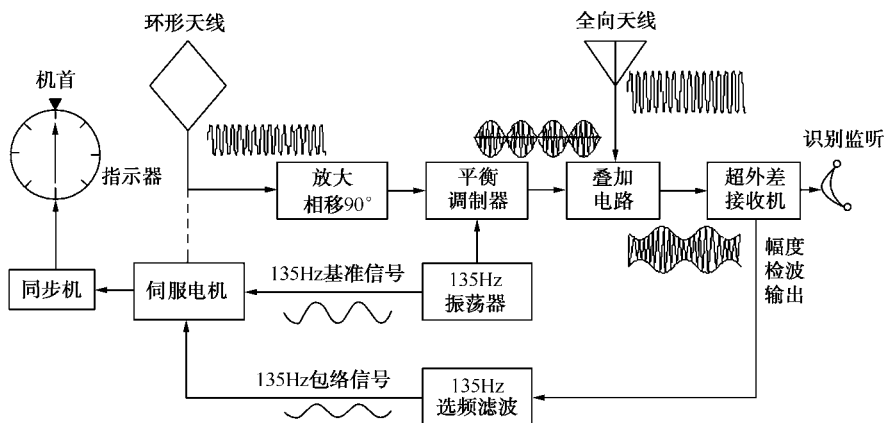 环形天线
全向天线
机首
指示器
识别监听
放大
相移90°
平衡
调制器
叠加
电路
超外差
接收机
幅度
检波
输出
同步机
伺服电机
135Hz基准信号
135Hz
振荡器
135Hz包络信号
135Hz
选频滤波